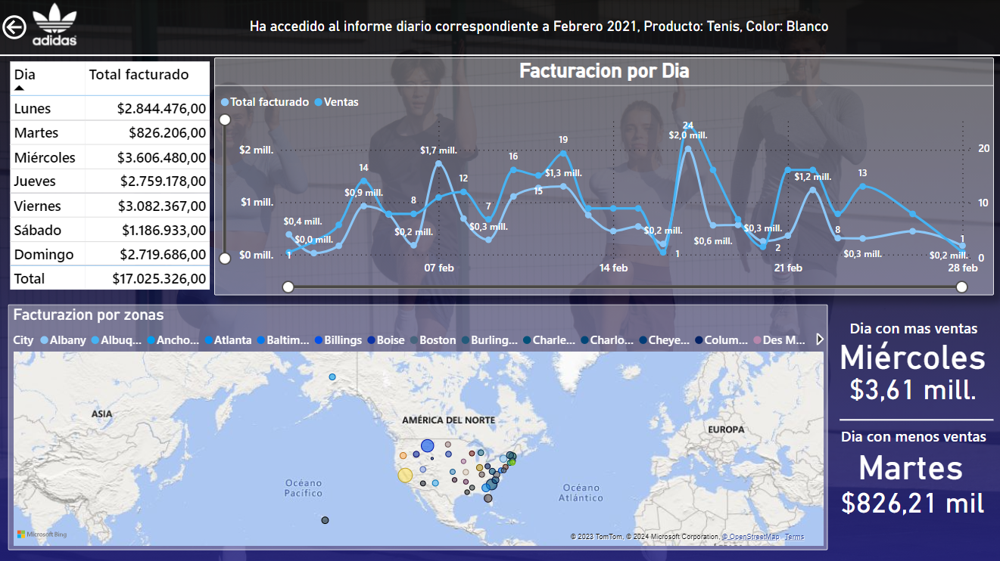 adidas
Ha accedido al informe diario correspondiente a Febrero 2021, Producto: Tenis, Color: Blanco
Dia Total facturado
Lunes $2.844.476,00
Martes $826.206,00
Miércoles $3.606.480,00
Jueves $2.759.178,00
Viernes $3.082.367,00
Sábado $1.186.933,00
Domingo $2.719.686,00
Total $17.025.326,00
Facturacion por Dia
Total facturado Ventas
$2 mill.
$1 mill.
$0 mill.
20
10
0
$0,4 mill.
$0,0 mill.
1
14
$0,9 mill.
8
$0,2 mill.
$1,7 mill.
12
7
$0,3 mill.
16
15
19
$1,3 mill.
$0,2 mill.
1
24
$2,0 mill.
$0,6 mill.
$0,3 mill.
2
$1,2 mill.
8
13
$0,3 mill.
1
$0,2 mill.
07 feb
14 feb
21 feb
28 feb
Facturazion por zonas
City Albany Albuq... Ancho... Atlanta Baltim... Billings Boise Boston Burling... Charle... Charlo... Cheye... Colum... Des M...
ASIA
AMÉRICA DEL NORTE
EUROPA
Océano
Pacífico
Océano
Atlántico
Microsoft Bing
© 2023 TomTom, © 2024 Microsoft Corporation, © OpenStreetMap Terms
Dia con mas ventas
Miércoles
$3,61 mill.
Dia con menos ventas
Martes
$826,21 mil